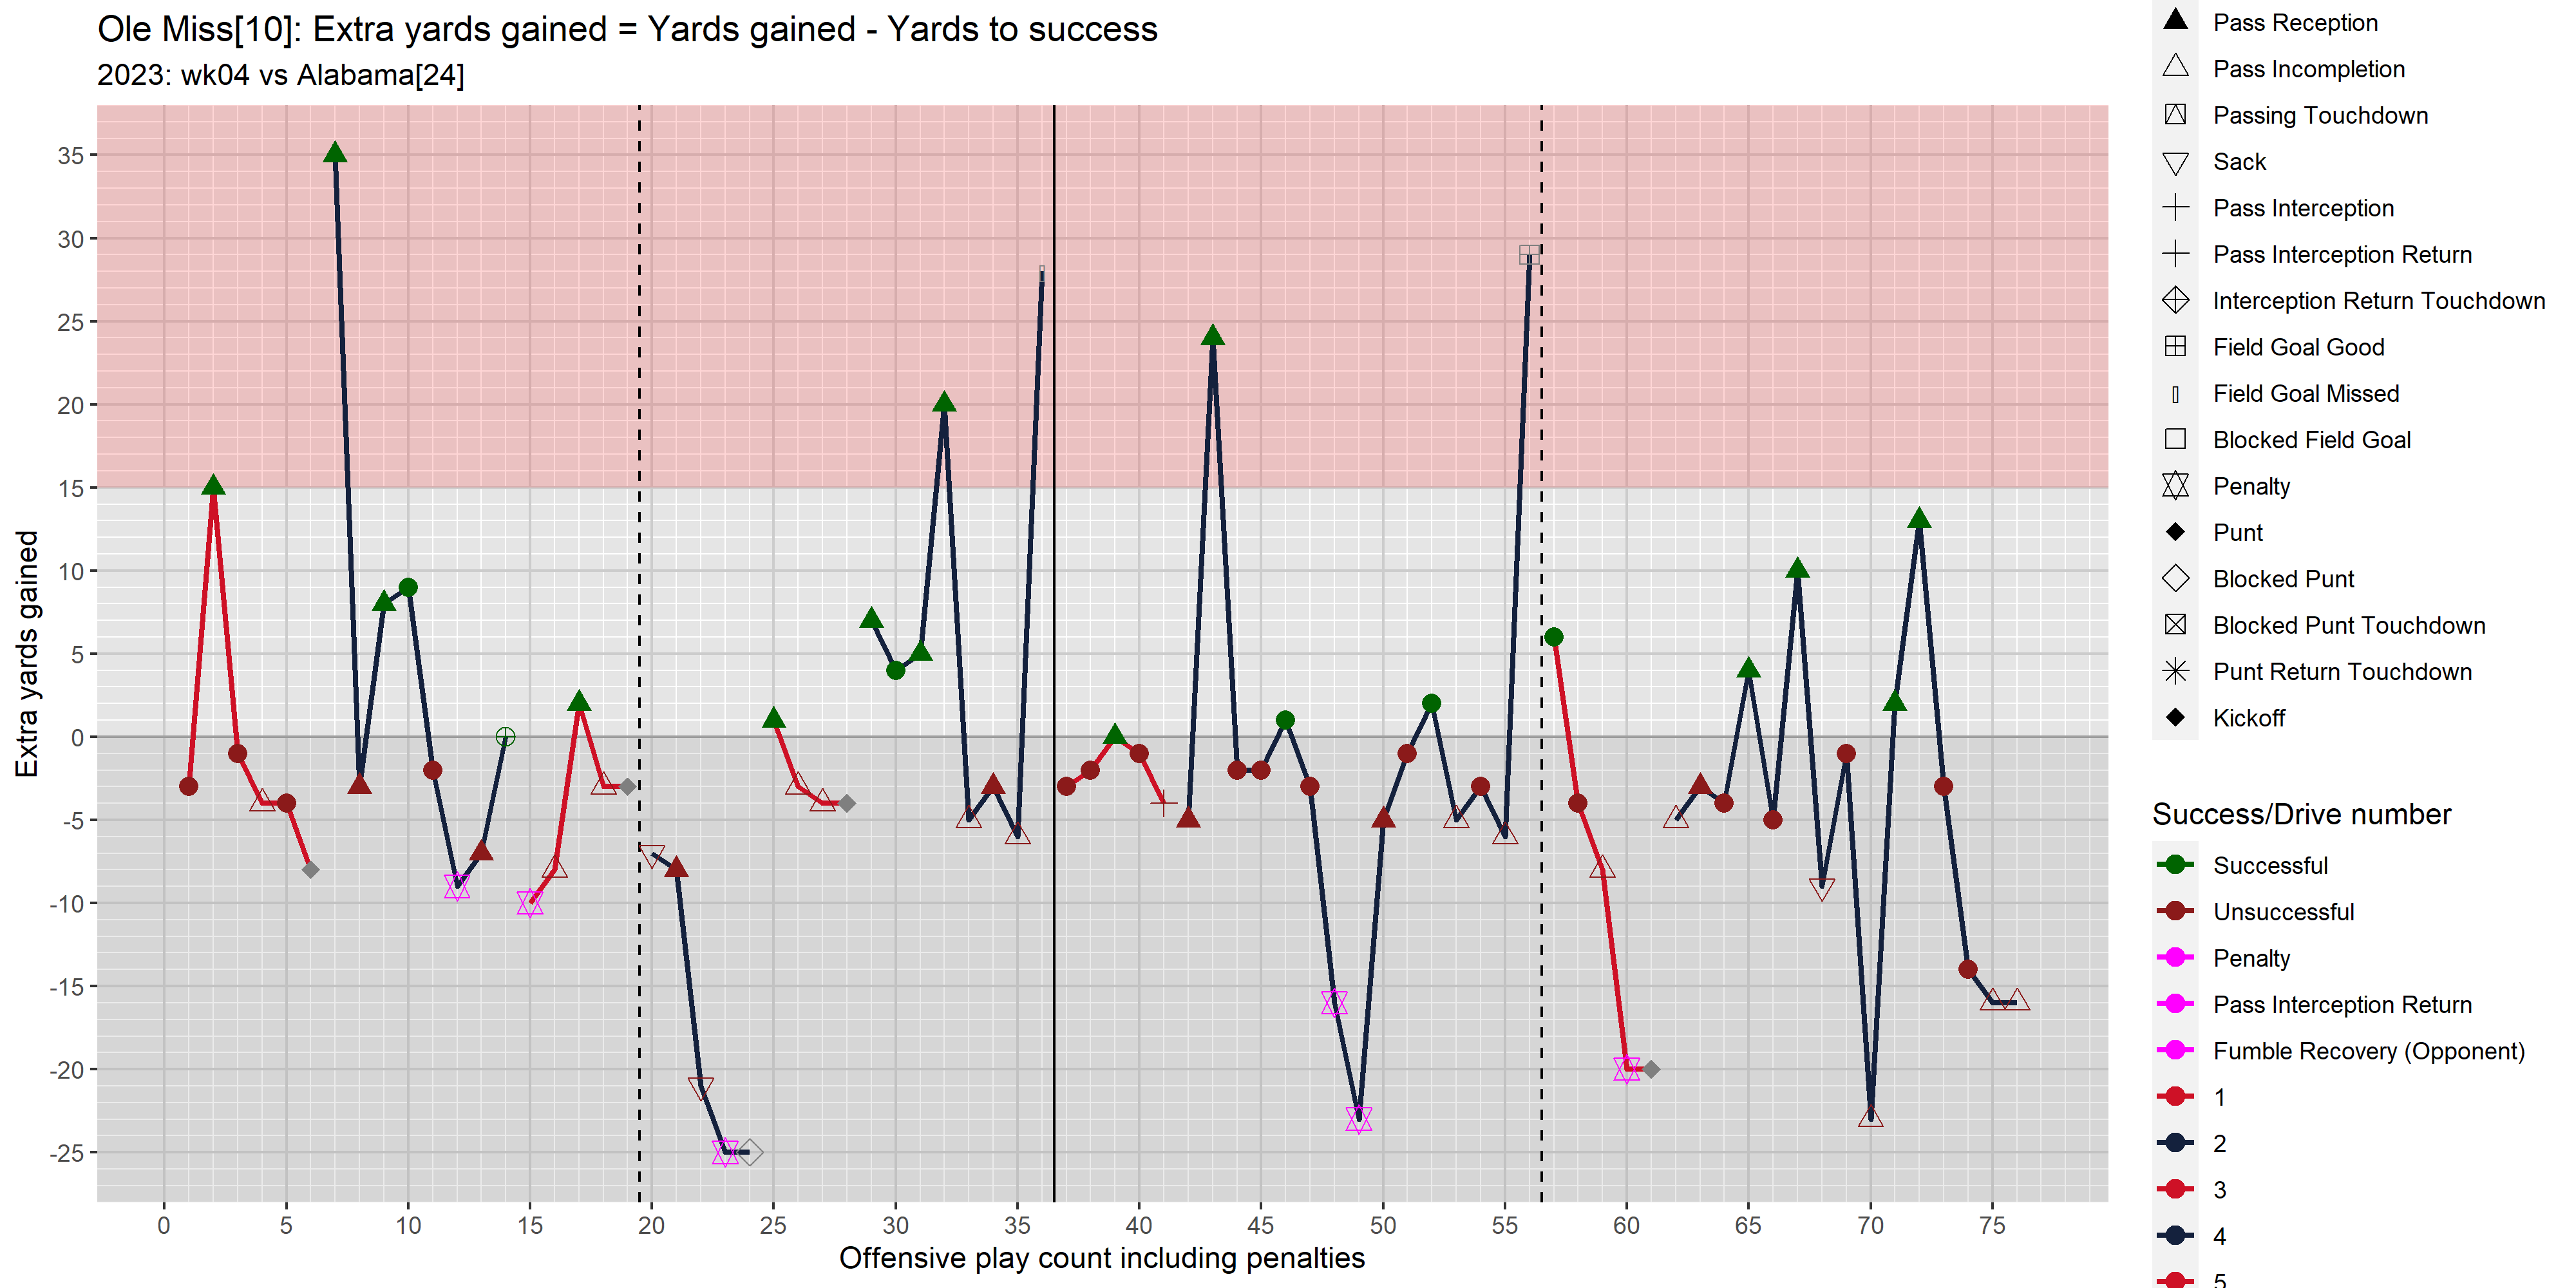 Ole Miss[10]: Extra yards gained = Yards gained - Yards to success
2023: wk04 vs Alabama[24]
Extra yards gained
35
30
25
20
15
10
5
0
-5
-10
-15
-20
-25
0 5 10 15 20 25 30 35 40 45 50 55 60 65 70 75
Offensive play count including penalties
Pass Reception
Pass Incompletion
Passing Touchdown
Sack
Pass Interception
Pass Interception Return
Interception Return Touchdown
Field Goal Good
Field Goal Missed
Blocked Field Goal
Penalty
Punt
Blocked Punt
Blocked Punt Touchdown
Punt Return Touchdown
Kickoff
Success/Drive number
Successful
Unsuccessful
Penalty
Pass Interception Return
Fumble Recovery (Opponent)
1
2
3
4
5